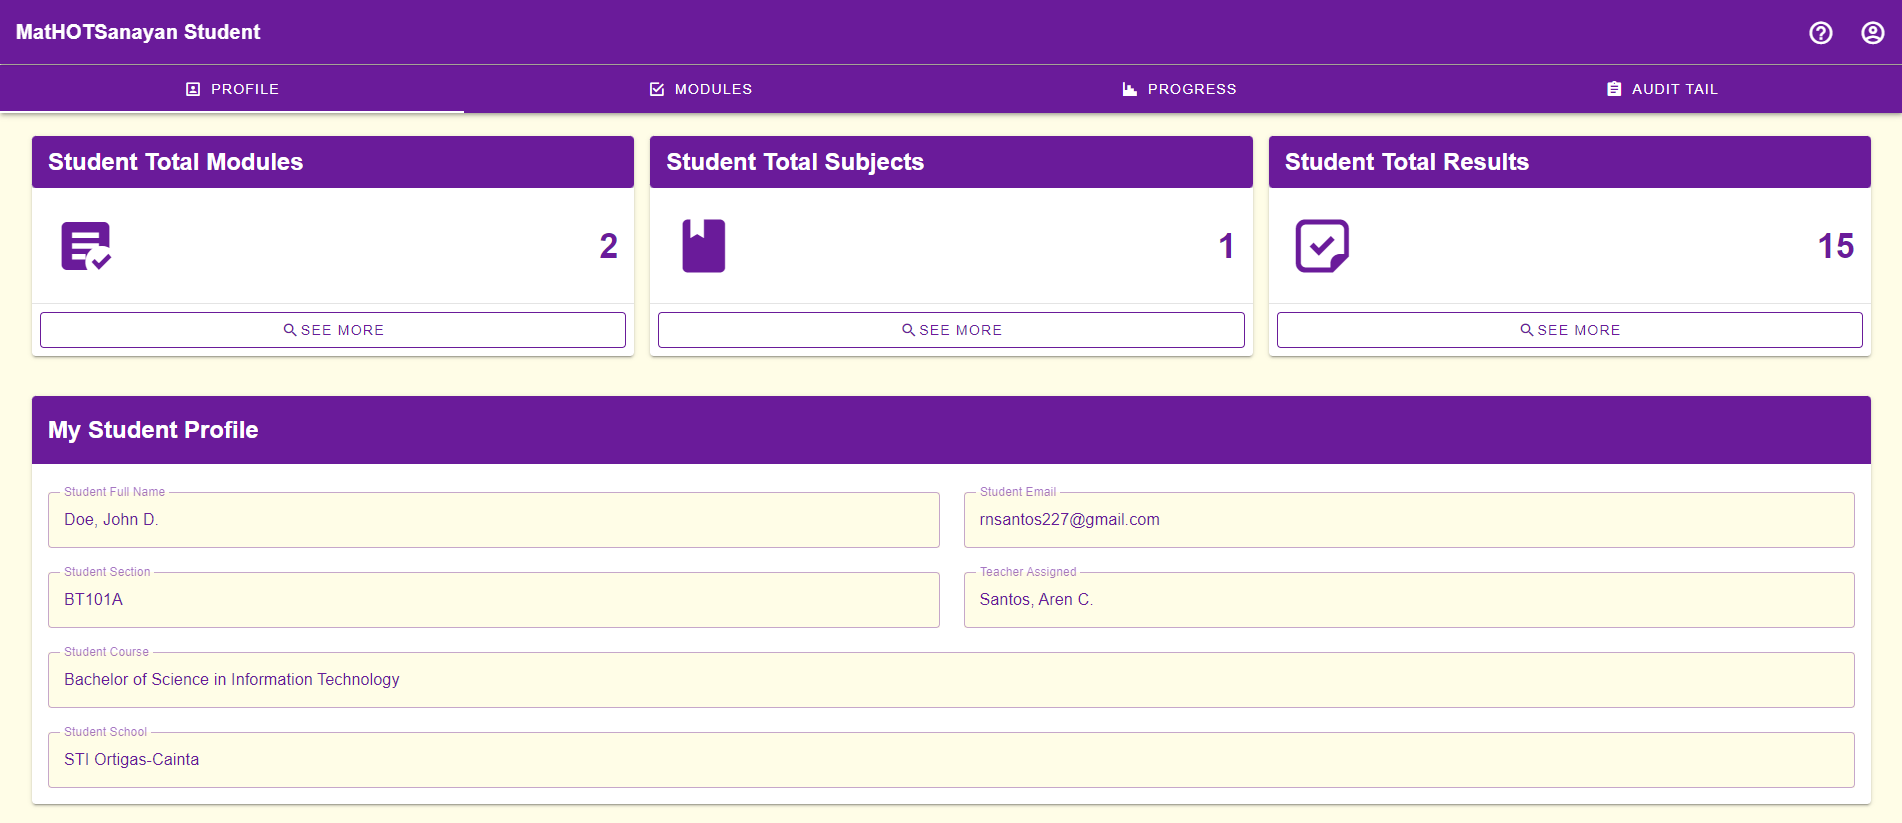 MatHOTSanayan Student
PROFILE
MODULES
PROGRESS
AUDIT TAIL
Student Total Modules
2
SEE MORE
Student Total Subjects
1
SEE MORE
Student Total Results
15
SEE MORE
My Student Profile
Student Full Name
Doe, John D.
Student Email
rnsantos227@gmail.com
Student Section
BT101A
Teacher Assigned
Santos, Aren C.
Student Course
Bachelor of Science in Information Technology
Student School
STI Ortigas-Cainta